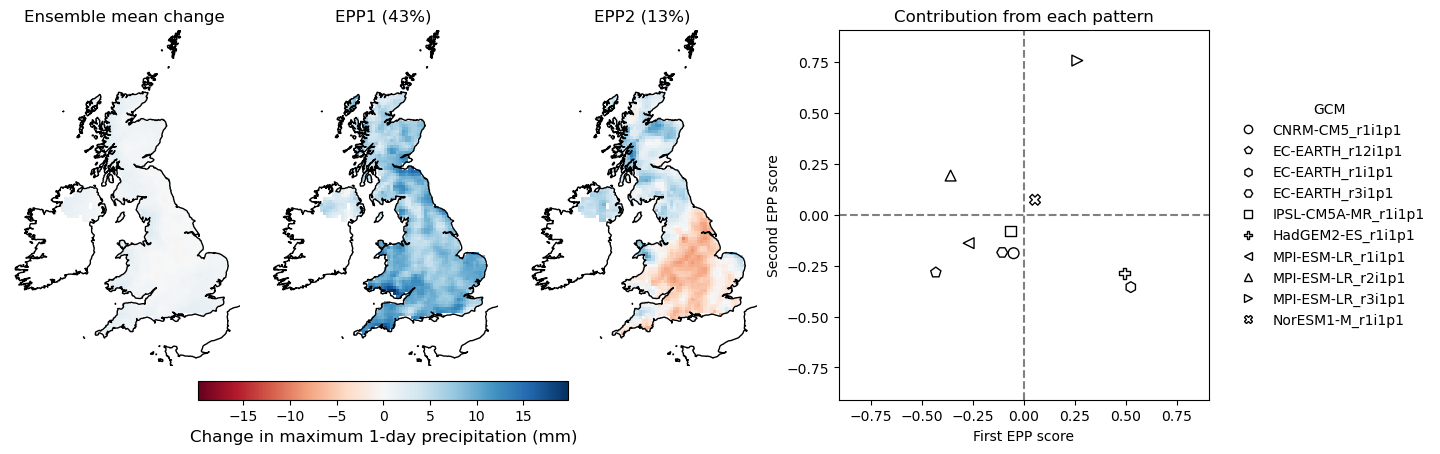 Ensemble mean change
EPP1 (43%)
EPP2 (13%)
−15 −10 −5 0 5 10 15
Change in maximum 1-day precipitation (mm)
Contribution from each pattern
Second EPP score
0.75
0.50
0.25
0.00
−0.25
−0.50
−0.75
−0.75 −0.50 −0.25 0.00 0.25 0.50 0.75
First EPP score
GCM
CNRM-CM5_r1i1p1
EC-EARTH_r12i1p1
EC-EARTH_r1i1p1
EC-EARTH_r3i1p1
IPSL-CM5A-MR_r1i1p1
HadGEM2-ES_r1i1p1
MPI-ESM-LR_r1i1p1
MPI-ESM-LR_r2i1p1
MPI-ESM-LR_r3i1p1
NorESM1-M_r1i1p1